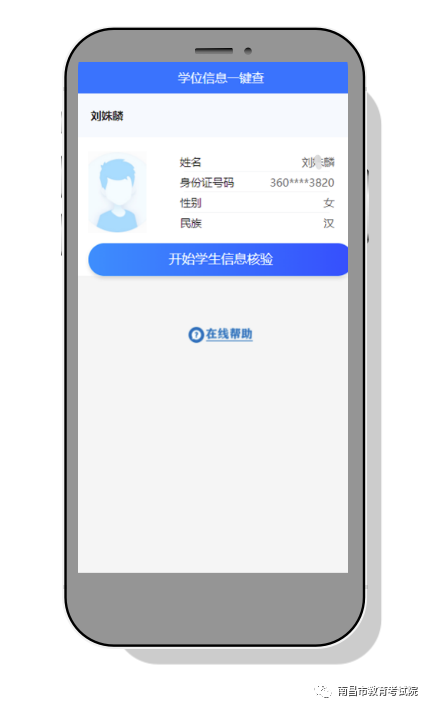 学位信息一键查
刘姝麟
姓名 刘姝麟
身份证号码 360****3820
性别 女
民族 汉
开始学生信息核验
? 在线帮助
南昌市教育考试院